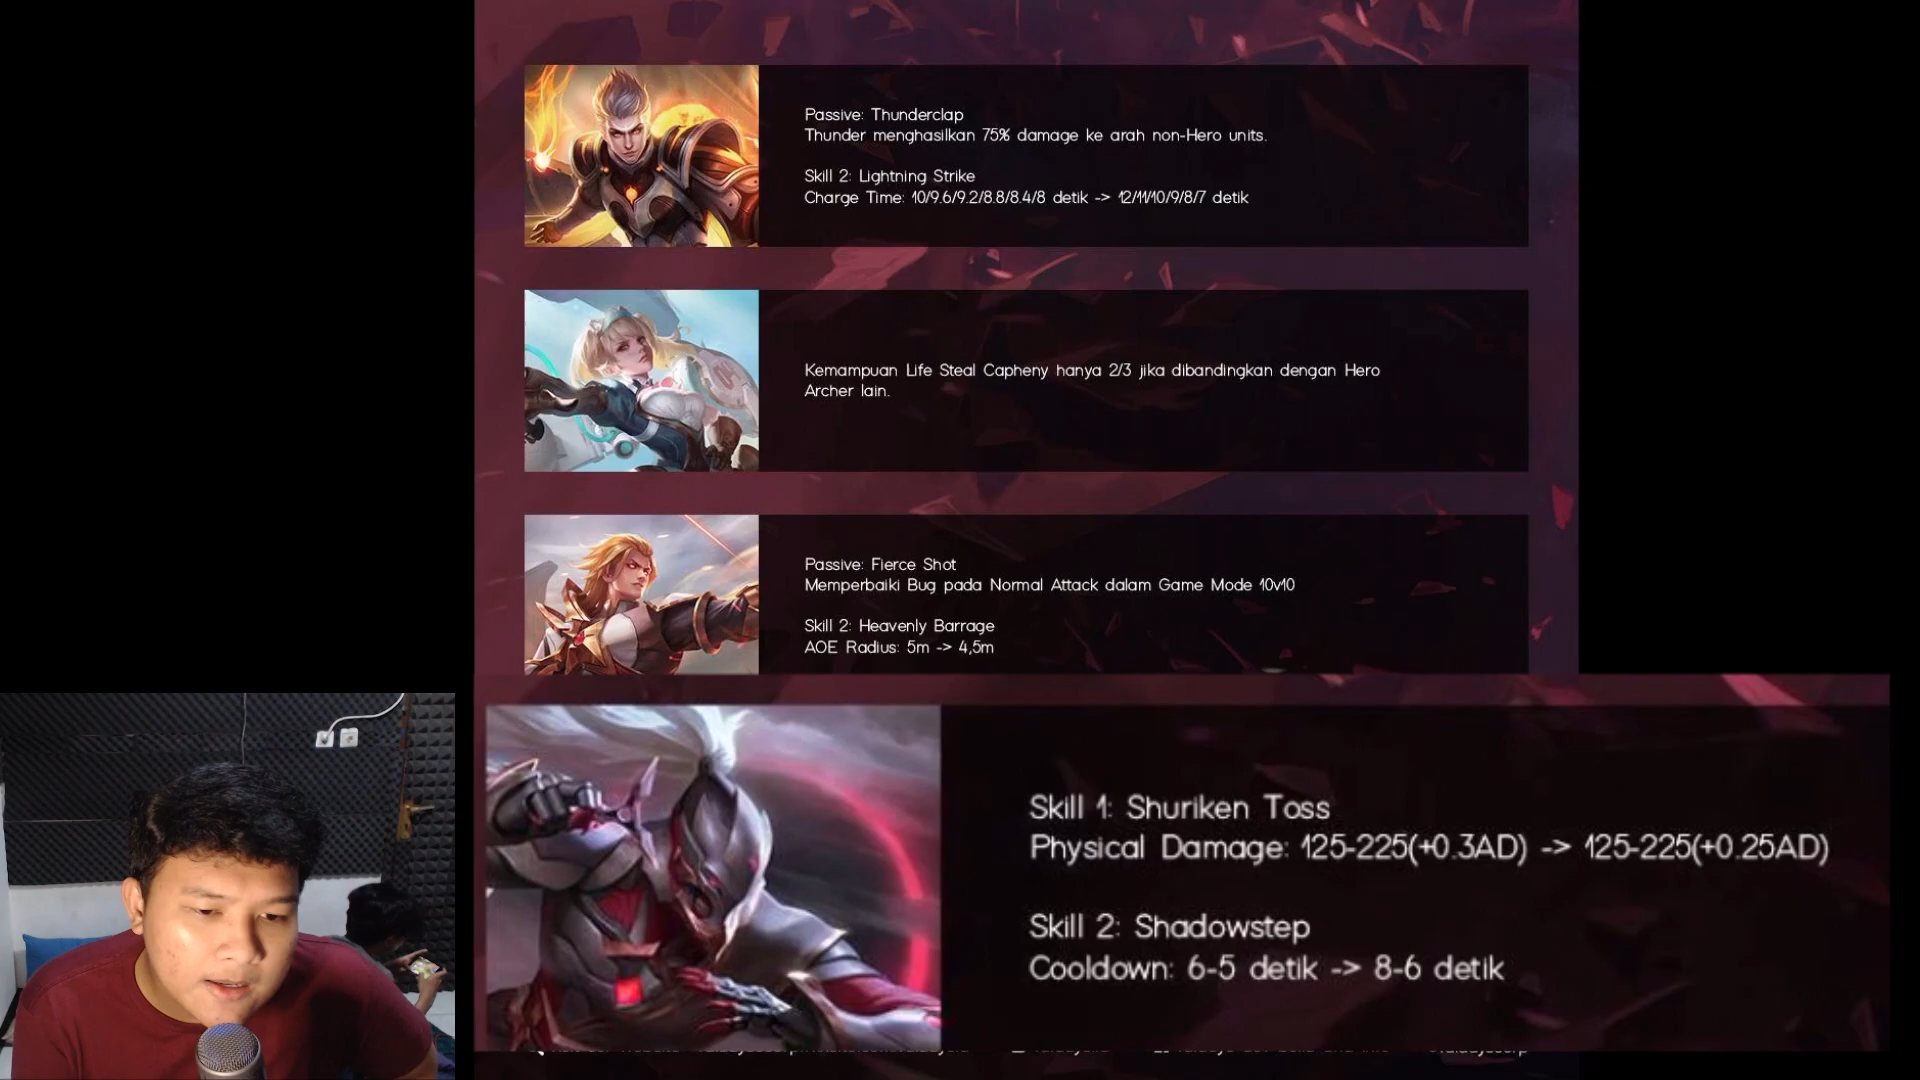 Passive: Thunderclap
Thunder menghasilkan 75% damage ke arah non-Hero units.
Skill 2: Lightning Strike
Charge Time: 10/9.6/9.2/8.8/8.4/8 detik -> 12/11/10/9/8/7 detik
Kemampuan Life Steal Capheny hanya 2/3 jika dibandingkan dengan Hero
Archer lain.
Passive: Fierce Shot
Memperbaiki Bug pada Normal Attack dalam Game Mode 10v10
Skill 2: Heavenly Barrage
AOE Radius: 5m -> 4,5m
Skill 1: Shuriken Toss
Physical Damage: 125-225(+0.3AD) -> 125-225(+0.25AD)
Skill 2: Shadowstep
Cooldown: 6-5 detik -> 8-6 detik